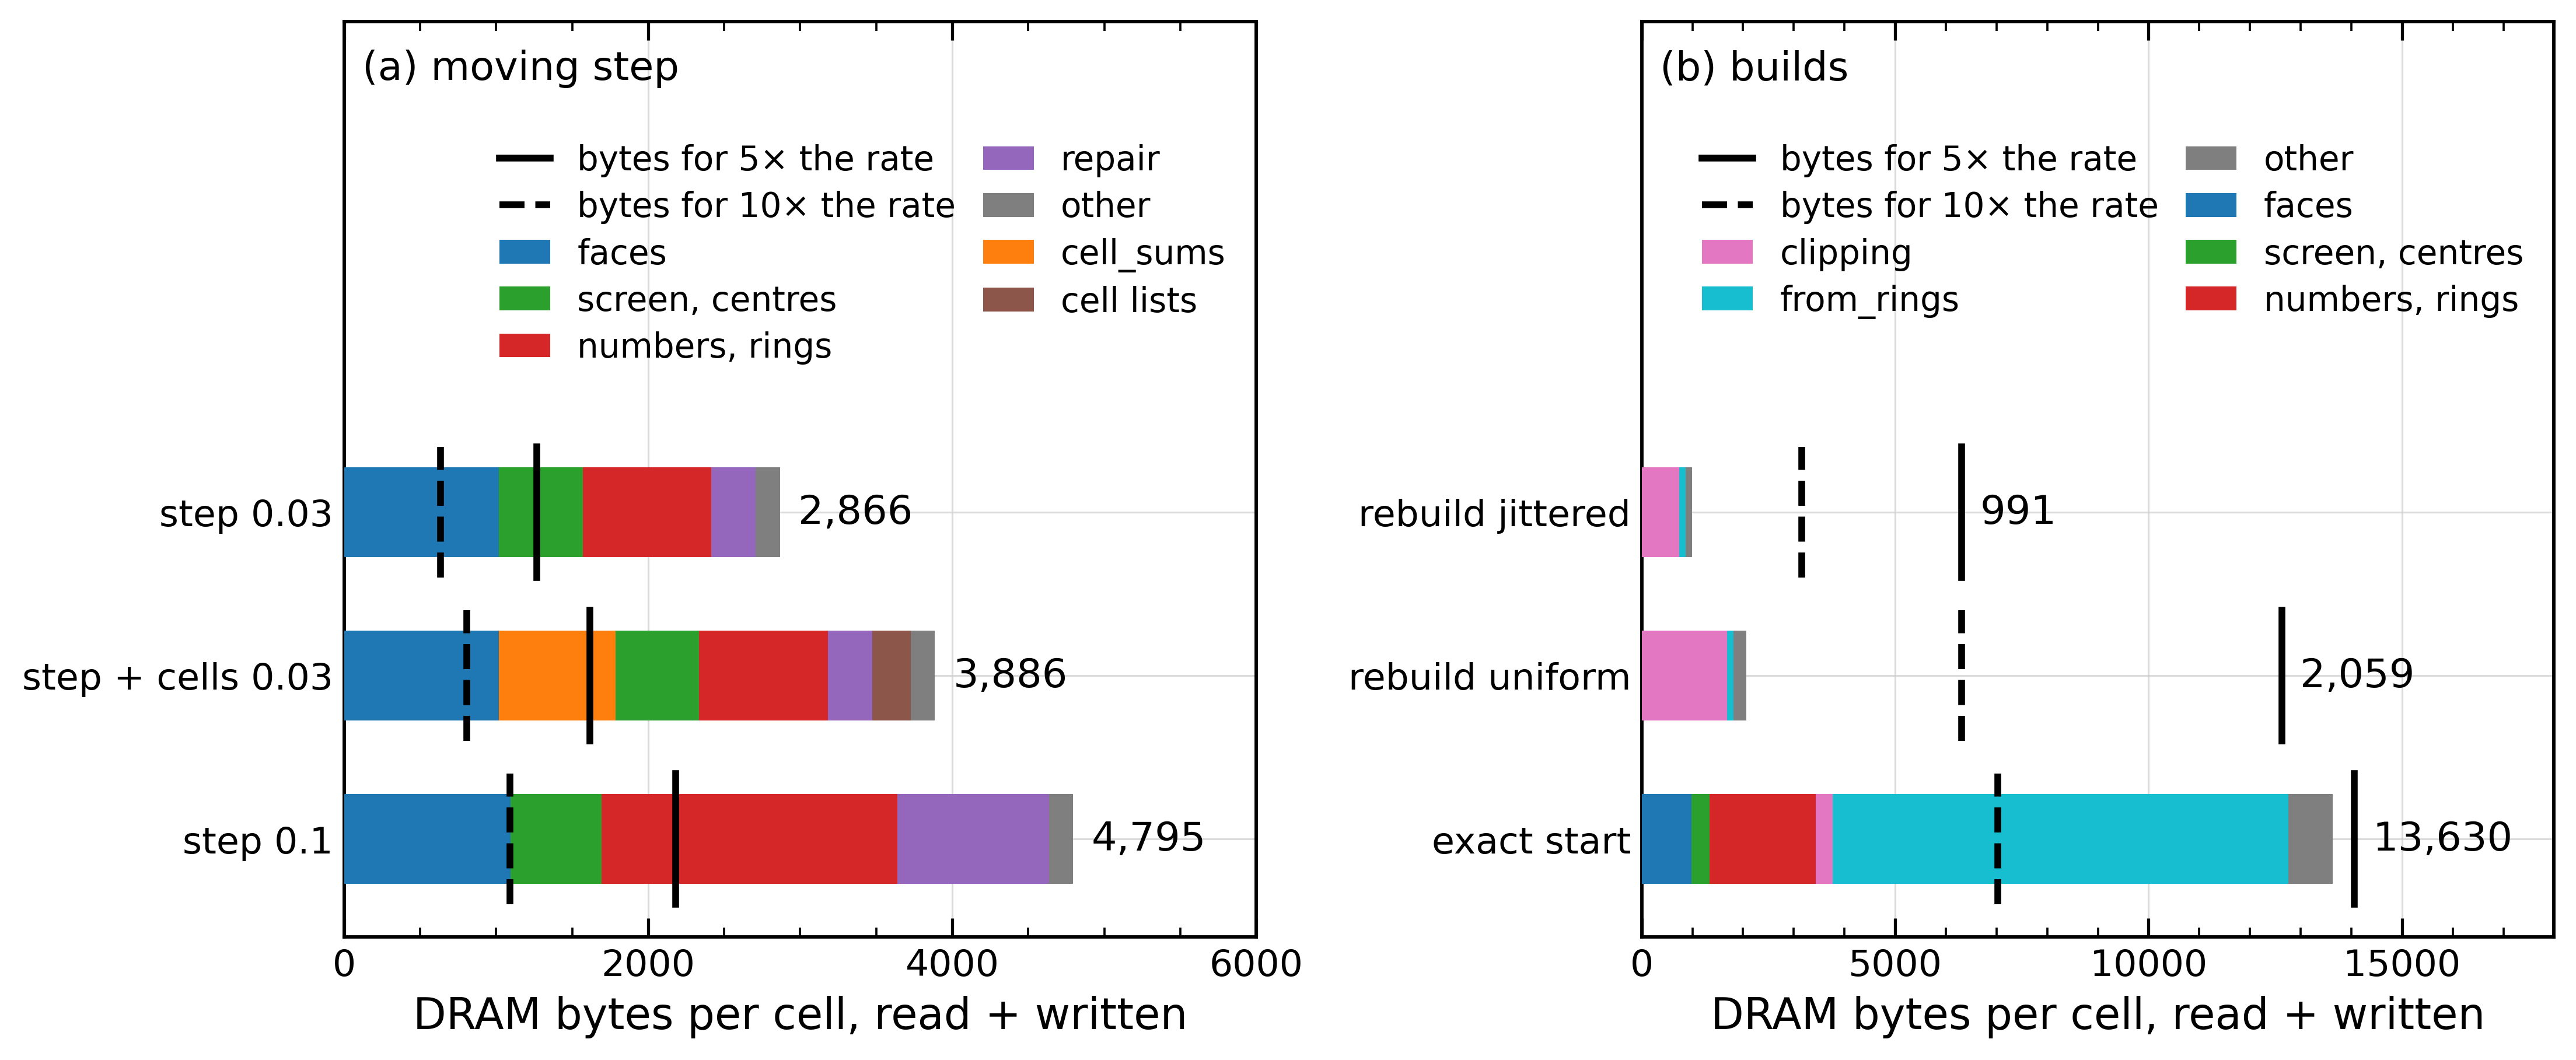 (a) moving step
bytes for 5× the rate
bytes for 10× the rate
faces
screen, centres
numbers, rings
repair
other
cell_sums
cell lists
step 0.03
2,866
step + cells 0.03
3,886
step 0.1
4,795
0 2000 4000 6000
DRAM bytes per cell, read + written
(b) builds
bytes for 5× the rate
bytes for 10× the rate
clipping
from_rings
other
faces
screen, centres
numbers, rings
rebuild jittered
991
rebuild uniform
2,059
exact start
13,630
0 5000 10000 15000
DRAM bytes per cell, read + written